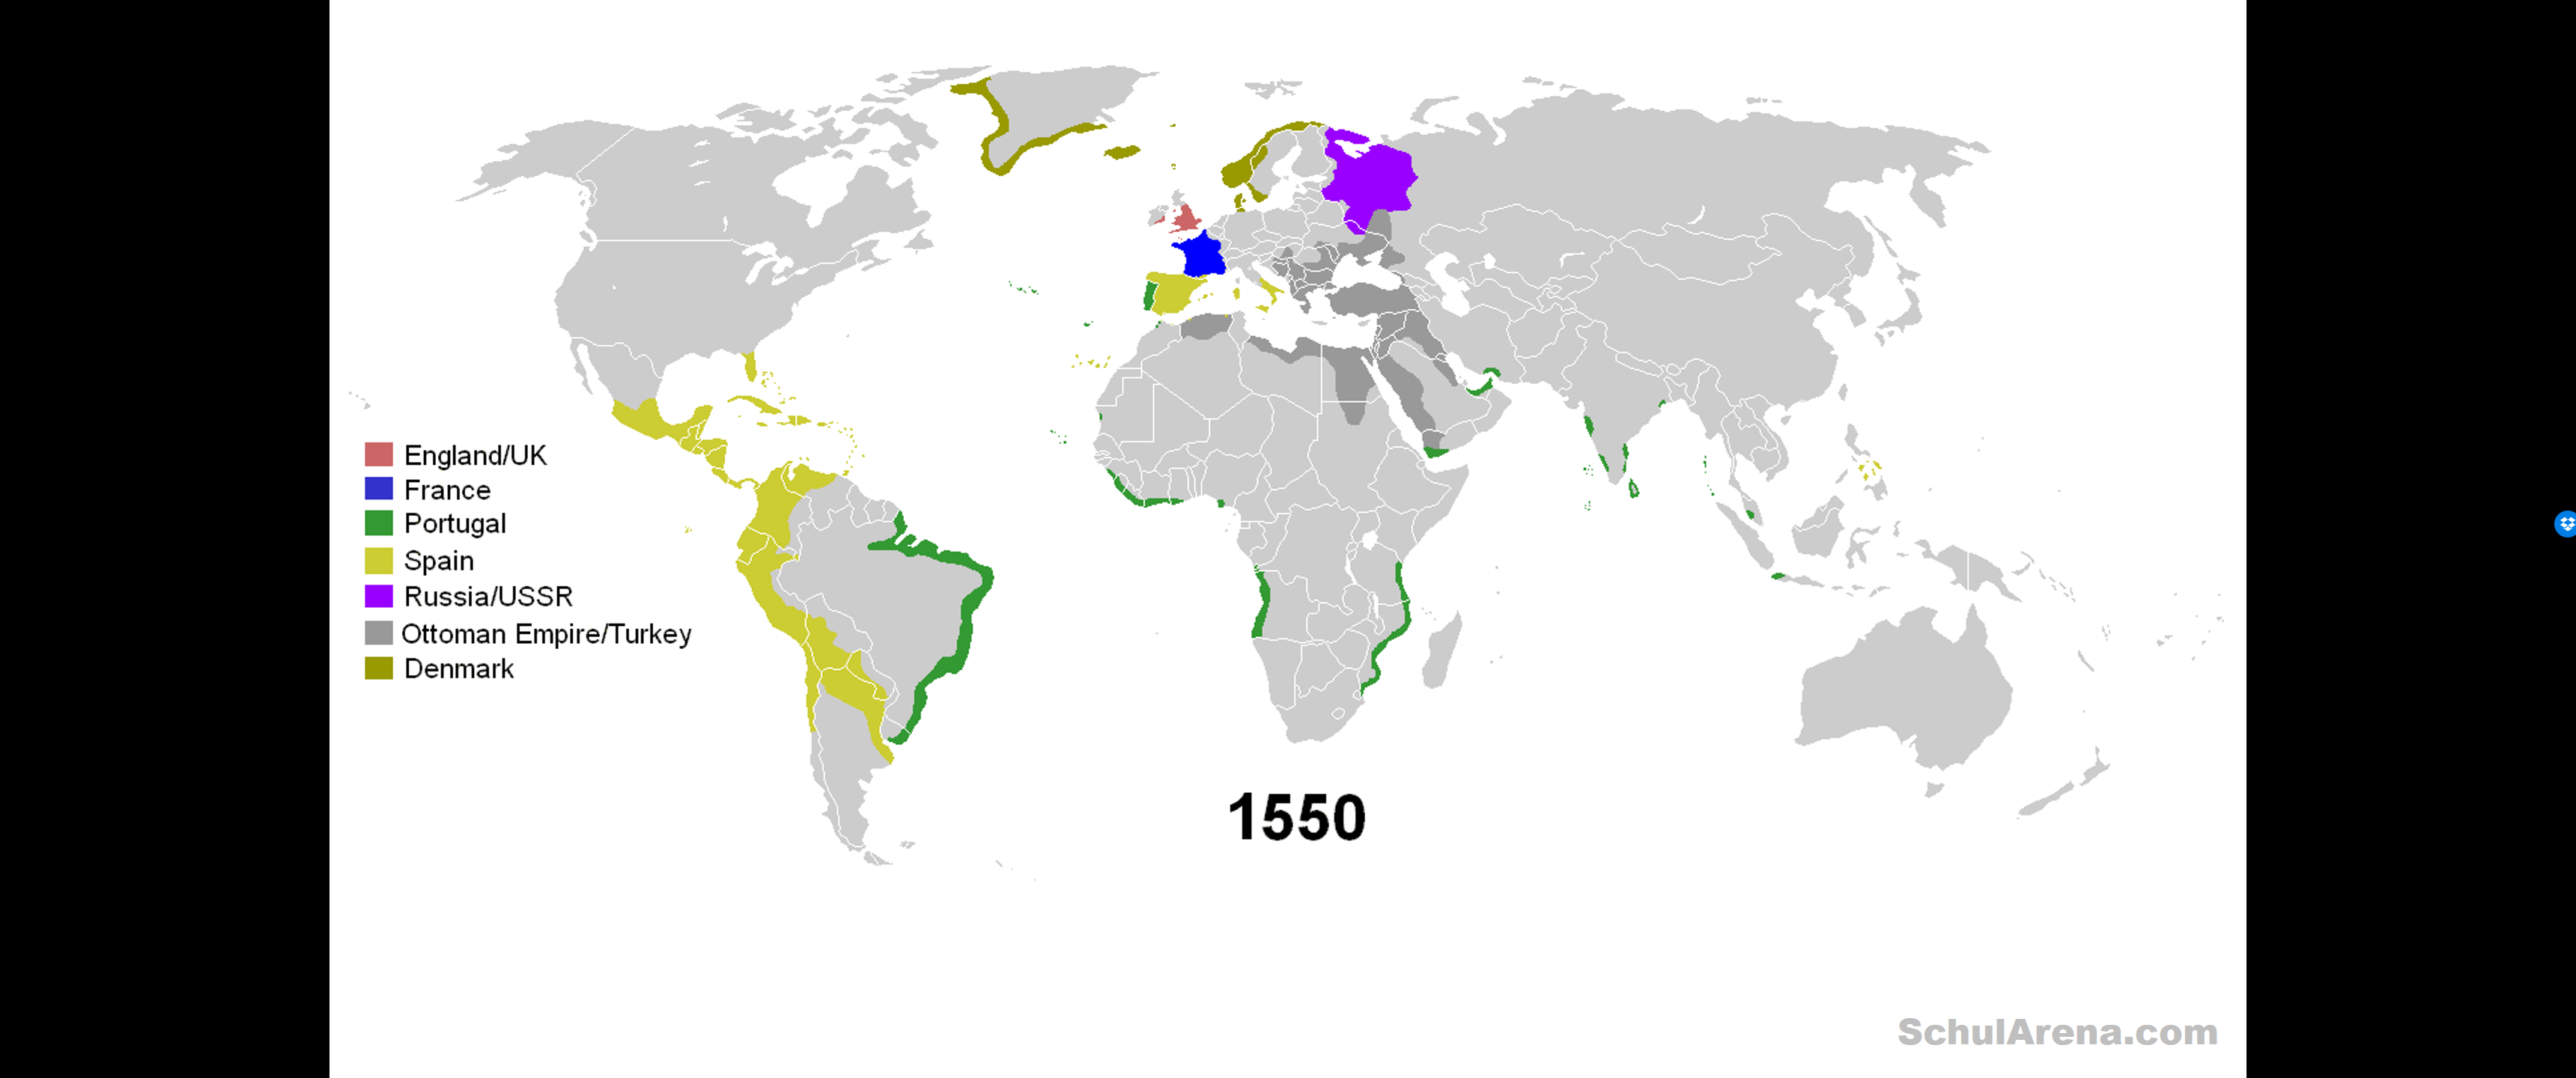 England/UK
France
Portugal
Spain
Russia/USSR
Ottoman Empire/Turkey
Denmark
1550
SchulArena.com